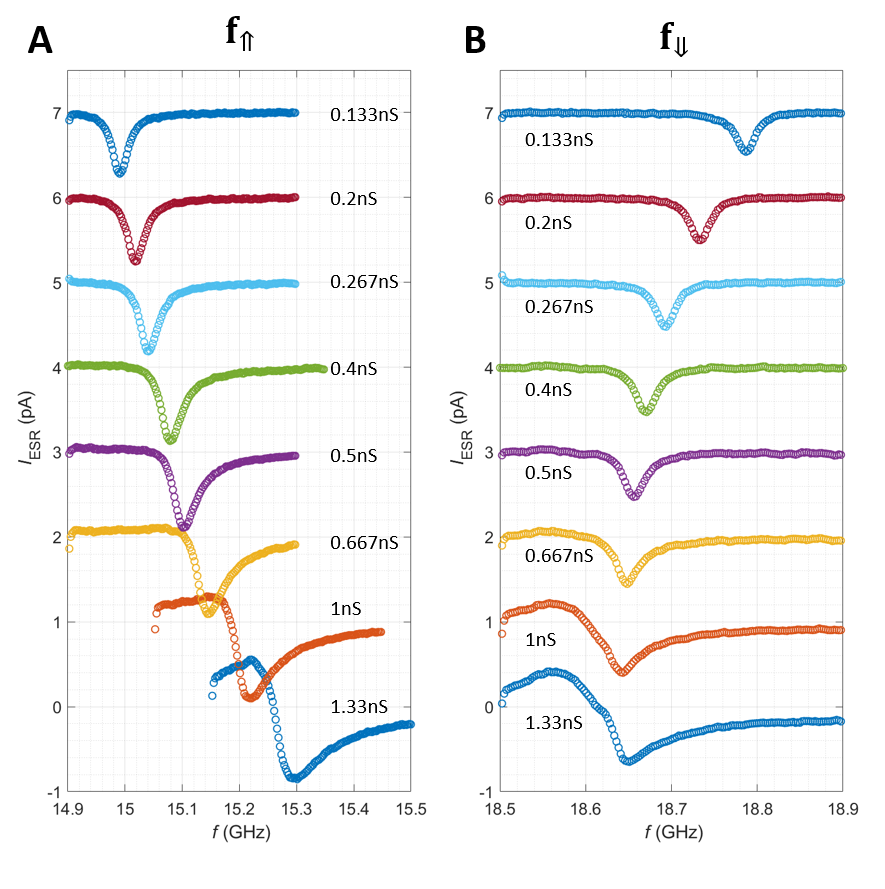 A
f⇑
7
6
5
4
3
2
1
0
-1
I_ESR (pA)
0.133nS
0.2nS
0.267nS
0.4nS
0.5nS
0.667nS
1nS
1.33nS
14.9 15 15.1 15.2 15.3 15.4 15.5
f (GHz)
B
f⇓
7
6
5
4
3
2
1
0
-1
I_ESR (pA)
0.133nS
0.2nS
0.267nS
0.4nS
0.5nS
0.667nS
1nS
1.33nS
18.5 18.6 18.7 18.8 18.9
f (GHz)